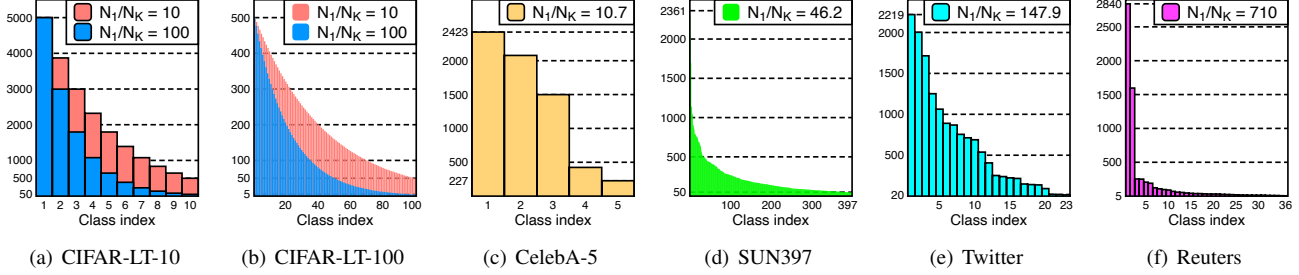 N₁/Nₖ = 10
N₁/Nₖ = 100
5000
4000
3000
2000
1000
500
50
1 2 3 4 5 6 7 8 9 10
Class index
(a) CIFAR-LT-10
N₁/Nₖ = 10
N₁/Nₖ = 100
500
400
300
200
100
50
5
20 40 60 80 100
Class index
(b) CIFAR-LT-100
N₁/Nₖ = 10.7
2423
2000
1500
1000
500
227
1 2 3 4 5
Class index
(c) CelebA-5
N₁/Nₖ = 46.2
2361
2000
1500
1000
500
50
100 300 397
Class index
(d) SUN397
N₁/Nₖ = 147.9
2219
2000
1500
1000
500
20
5 10 15 20 23
Class index
(e) Twitter
N₁/Nₖ = 710
2840
2500
2000
1500
1000
500
5
5 10 15 20 25 30 36
Class index
(f) Reuters